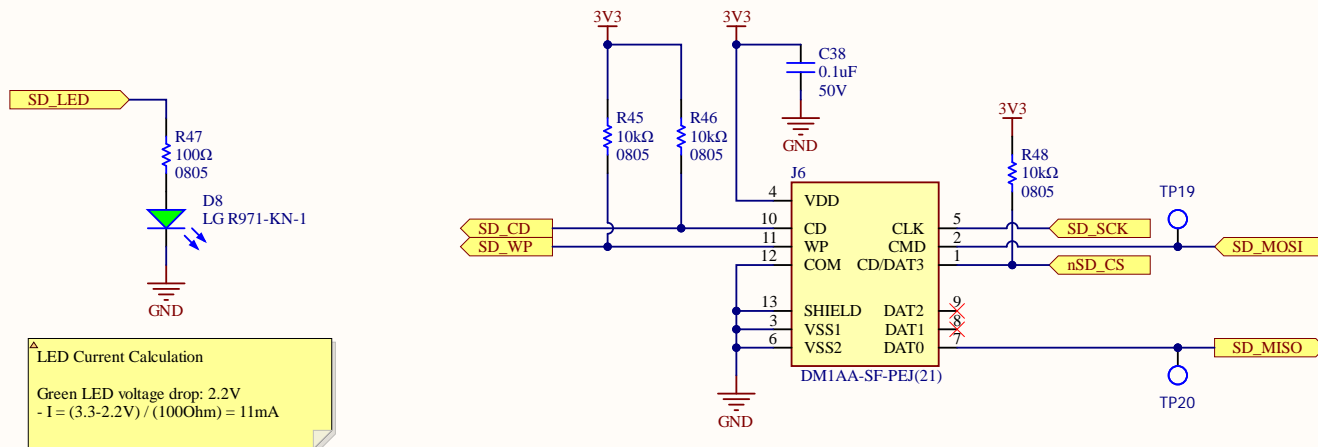 SD_LED
R47
100Ω
0805
D8
LG R971-KN-1
GND
LED Current Calculation
Green LED voltage drop: 2.2V
- I = (3.3-2.2V) / (100Ohm) = 11mA
3V3
3V3
C38
0.1uF
50V
GND
R45
10kΩ
0805
R46
10kΩ
0805
3V3
R48
10kΩ
0805
J6
4
VDD
SD_CD
10
CD
CLK
5
SD_SCK
SD_WP
11
WP
CMD
2
SD_MOSI
12
COM
CD/DAT3
1
nSD_CS
13
SHIELD
DAT2
9
3
VSS1
DAT1
8
6
VSS2
DAT0
7
SD_MISO
DM1AA-SF-PEJ(21)
GND
TP19
TP20